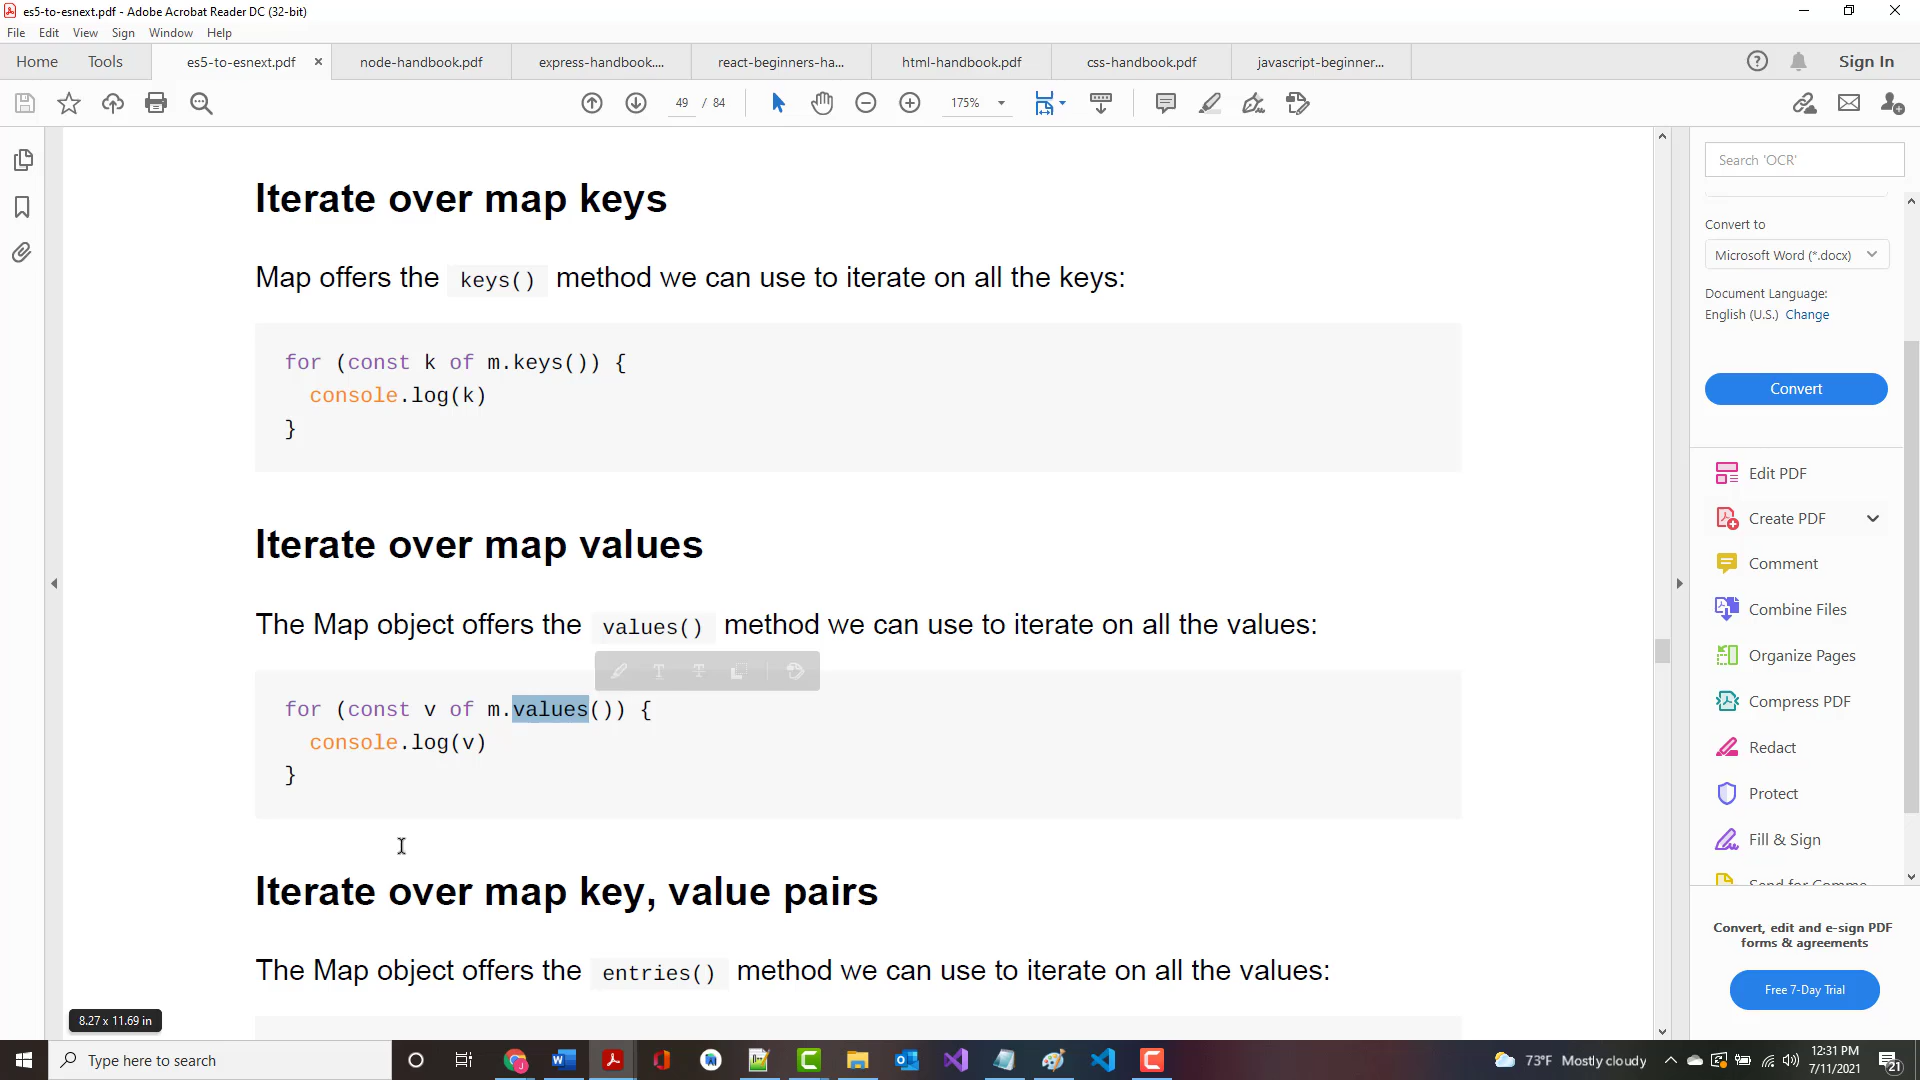 es5-to-esnext.pdf - Adobe Acrobat Reader DC (32-bit)
File Edit View Sign Window Help
Home Tools es5-to-esnext.pdf node-handbook.pdf express-handbook.... react-beginners-ha... html-handbook.pdf css-handbook.pdf javascript-beginner... Sign In
49 / 84 175%
Iterate over map keys
Map offers the keys() method we can use to iterate on all the keys:
for (const k of m.keys()) {
console.log(k)
}
Iterate over map values
The Map object offers the values() method we can use to iterate on all the values:
for (const v of m.values()) {
console.log(v)
}
Iterate over map key, value pairs
The Map object offers the entries() method we can use to iterate on all the values:
8.27 x 11.69 in
Search 'OCR'
Convert to
Microsoft Word (*.docx)
Document Language:
English (U.S.) Change
Convert
Edit PDF
Create PDF
Comment
Combine Files
Organize Pages
Compress PDF
Redact
Protect
Fill & Sign
Convert, edit and e-sign PDF
forms & agreements
Free 7-Day Trial
Type here to search
73°F Mostly cloudy
12:31 PM
7/11/2021
21